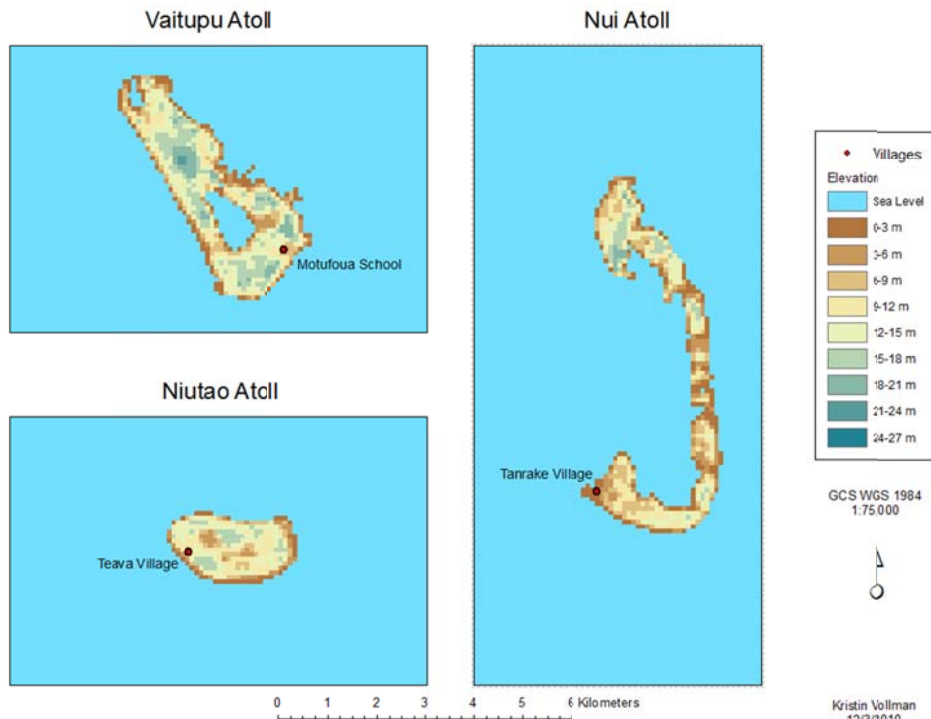 Vaitupu Atoll
Nui Atoll
Motufoua School
Niutao Atoll
Teava Village
Tanrake Village
Villages
Elevation
Sea Level
0-3 m
3-6 m
6-9 m
9-12 m
12-15 m
15-18 m
18-21 m
21-24 m
24-27 m
GCS WGS 1984
1:75,000
0 1 2 3 4 5 6 Kilometers
Kristin Vollman